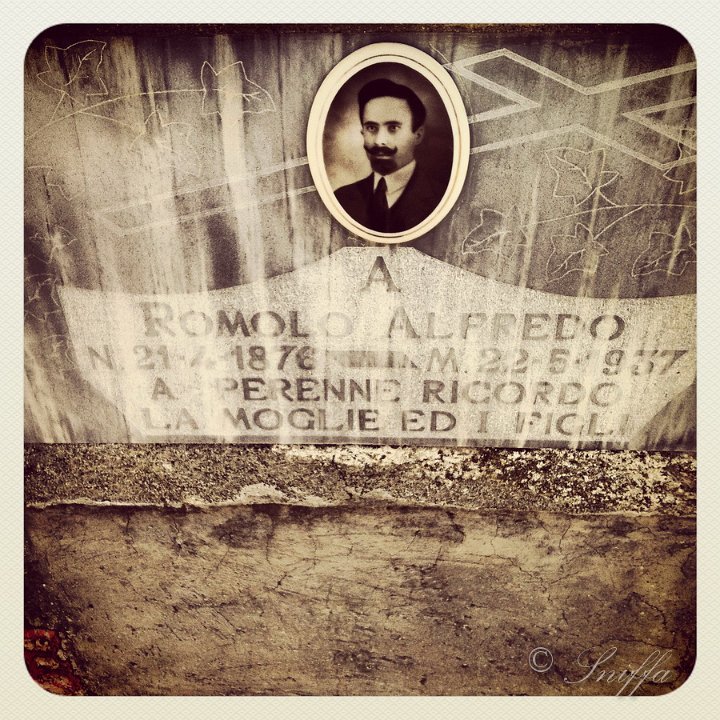 A
ROMOLO ALFREDO
N. 21-7-1876 M. 22-5-1937
A PERENNE RICORDO
LA MOGLIE ED I FIGLI
© Sniffa